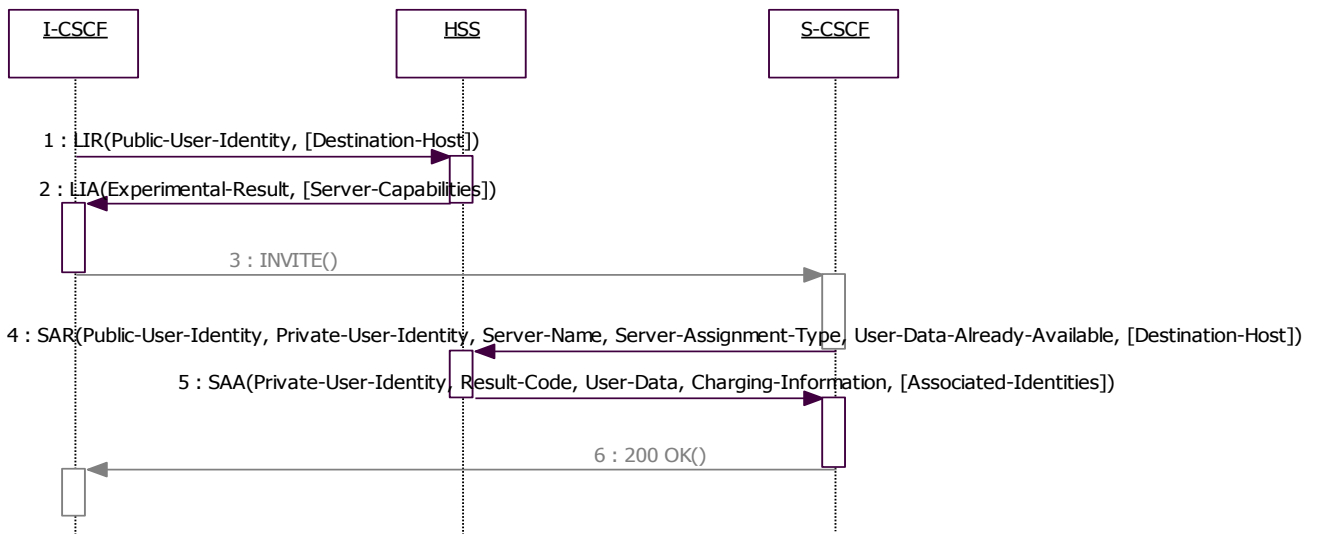 I-CSCF
HSS
S-CSCF
1 : LIR(Public-User-Identity, [Destination-Host])
2 : LIA(Experimental-Result, [Server-Capabilities])
3 : INVITE()
4 : SAR(Public-User-Identity, Private-User-Identity, Server-Name, Server-Assignment-Type, User-Data-Already-Available, [Destination-Host])
5 : SAA(Private-User-Identity, Result-Code, User-Data, Charging-Information, [Associated-Identities])
6 : 200 OK()